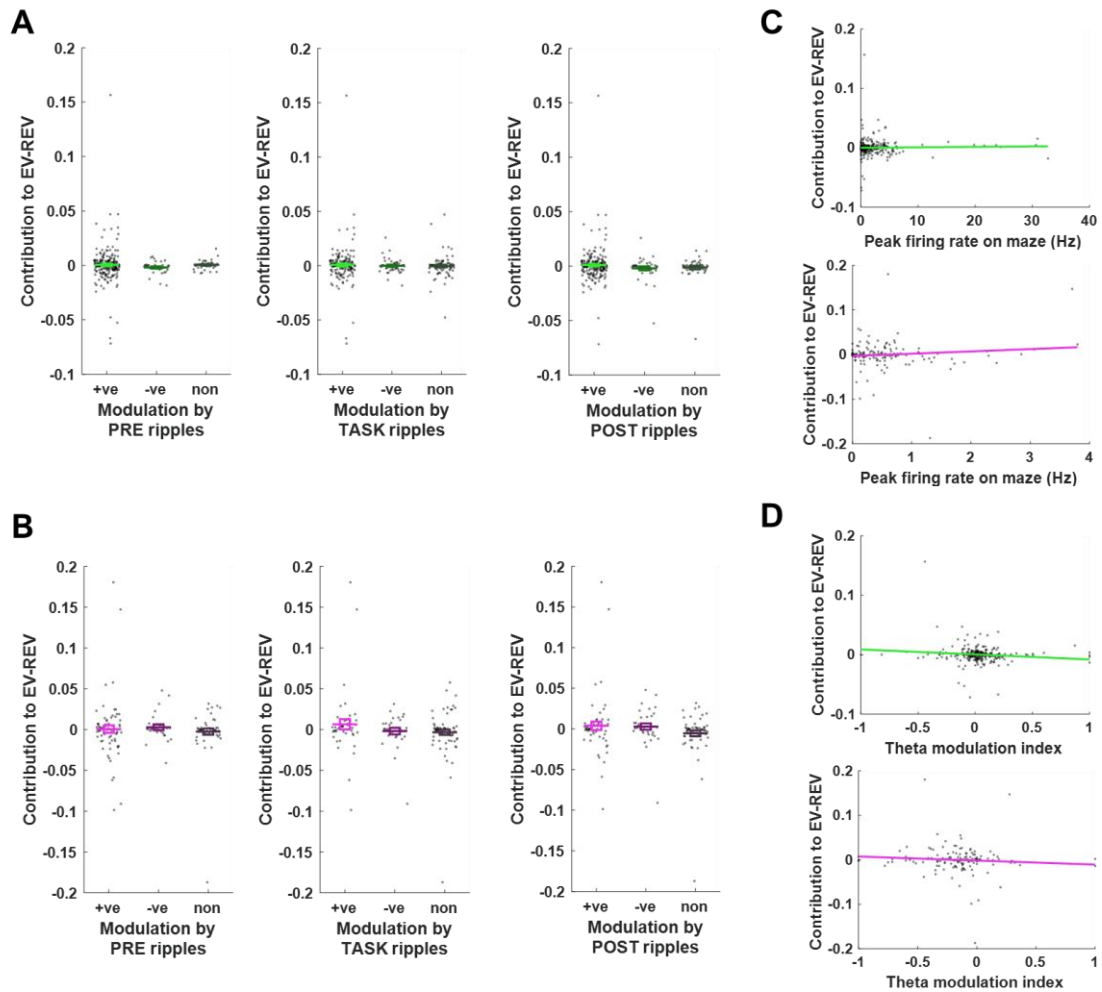 A
0.2
0.15
0.1
0.05
0
-0.05
-0.1
Contribution to EV-REV
+ve -ve non
Modulation by
PRE ripples
0.2
0.15
0.1
0.05
0
-0.05
-0.1
Contribution to EV-REV
+ve -ve non
Modulation by
TASK ripples
0.2
0.15
0.1
0.05
0
-0.05
-0.1
Contribution to EV-REV
+ve -ve non
Modulation by
POST ripples
B
0.2
0.15
0.1
0.05
0
-0.05
-0.1
-0.15
-0.2
Contribution to EV-REV
+ve -ve non
Modulation by
PRE ripples
0.2
0.15
0.1
0.05
0
-0.05
-0.1
-0.15
-0.2
Contribution to EV-REV
+ve -ve non
Modulation by
TASK ripples
0.2
0.15
0.1
0.05
0
-0.05
-0.1
-0.15
-0.2
Contribution to EV-REV
+ve -ve non
Modulation by
POST ripples
C
0.2
0.1
0
-0.1
Contribution to EV-REV
0 10 20 30 40
Peak firing rate on maze (Hz)
0.2
0.1
0
-0.1
-0.2
Contribution to EV-REV
0 1 2 3 4
Peak firing rate on maze (Hz)
D
0.2
0.1
0
-0.1
Contribution to EV-REV
-1 -0.5 0 0.5 1
Theta modulation index
0.2
0.1
0
-0.1
-0.2
Contribution to EV-REV
-1 -0.5 0 0.5 1
Theta modulation index